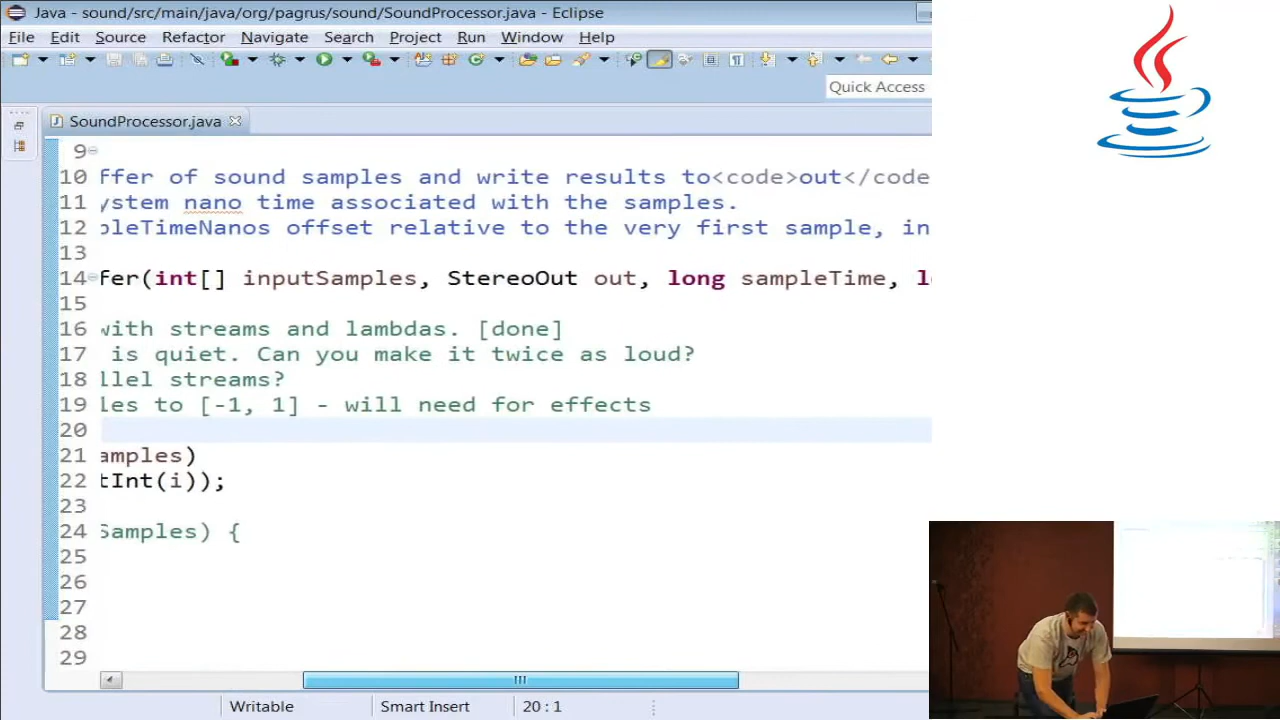 Java - sound/src/main/java/org/pagrus/sound/SoundProcessor.java - Eclipse
File Edit Source Refactor Navigate Search Project Run Window Help
Quick Access
SoundProcessor.java
9
10 ffer of sound samples and write results to<code>out</code
11 ystem nano time associated with the samples.
12 pleTimeNanos offset relative to the very first sample, in
13
14 fer(int[] inputSamples, StereoOut out, long sampleTime, l
15
16 with streams and lambdas. [done]
17 is quiet. Can you make it twice as loud?
18 llel streams?
19 les to [-1, 1] - will need for effects
20
21 amples)
22 tInt(i));
23
24 Samples) {
25
26
27
28
29
Writable Smart Insert 20 : 1